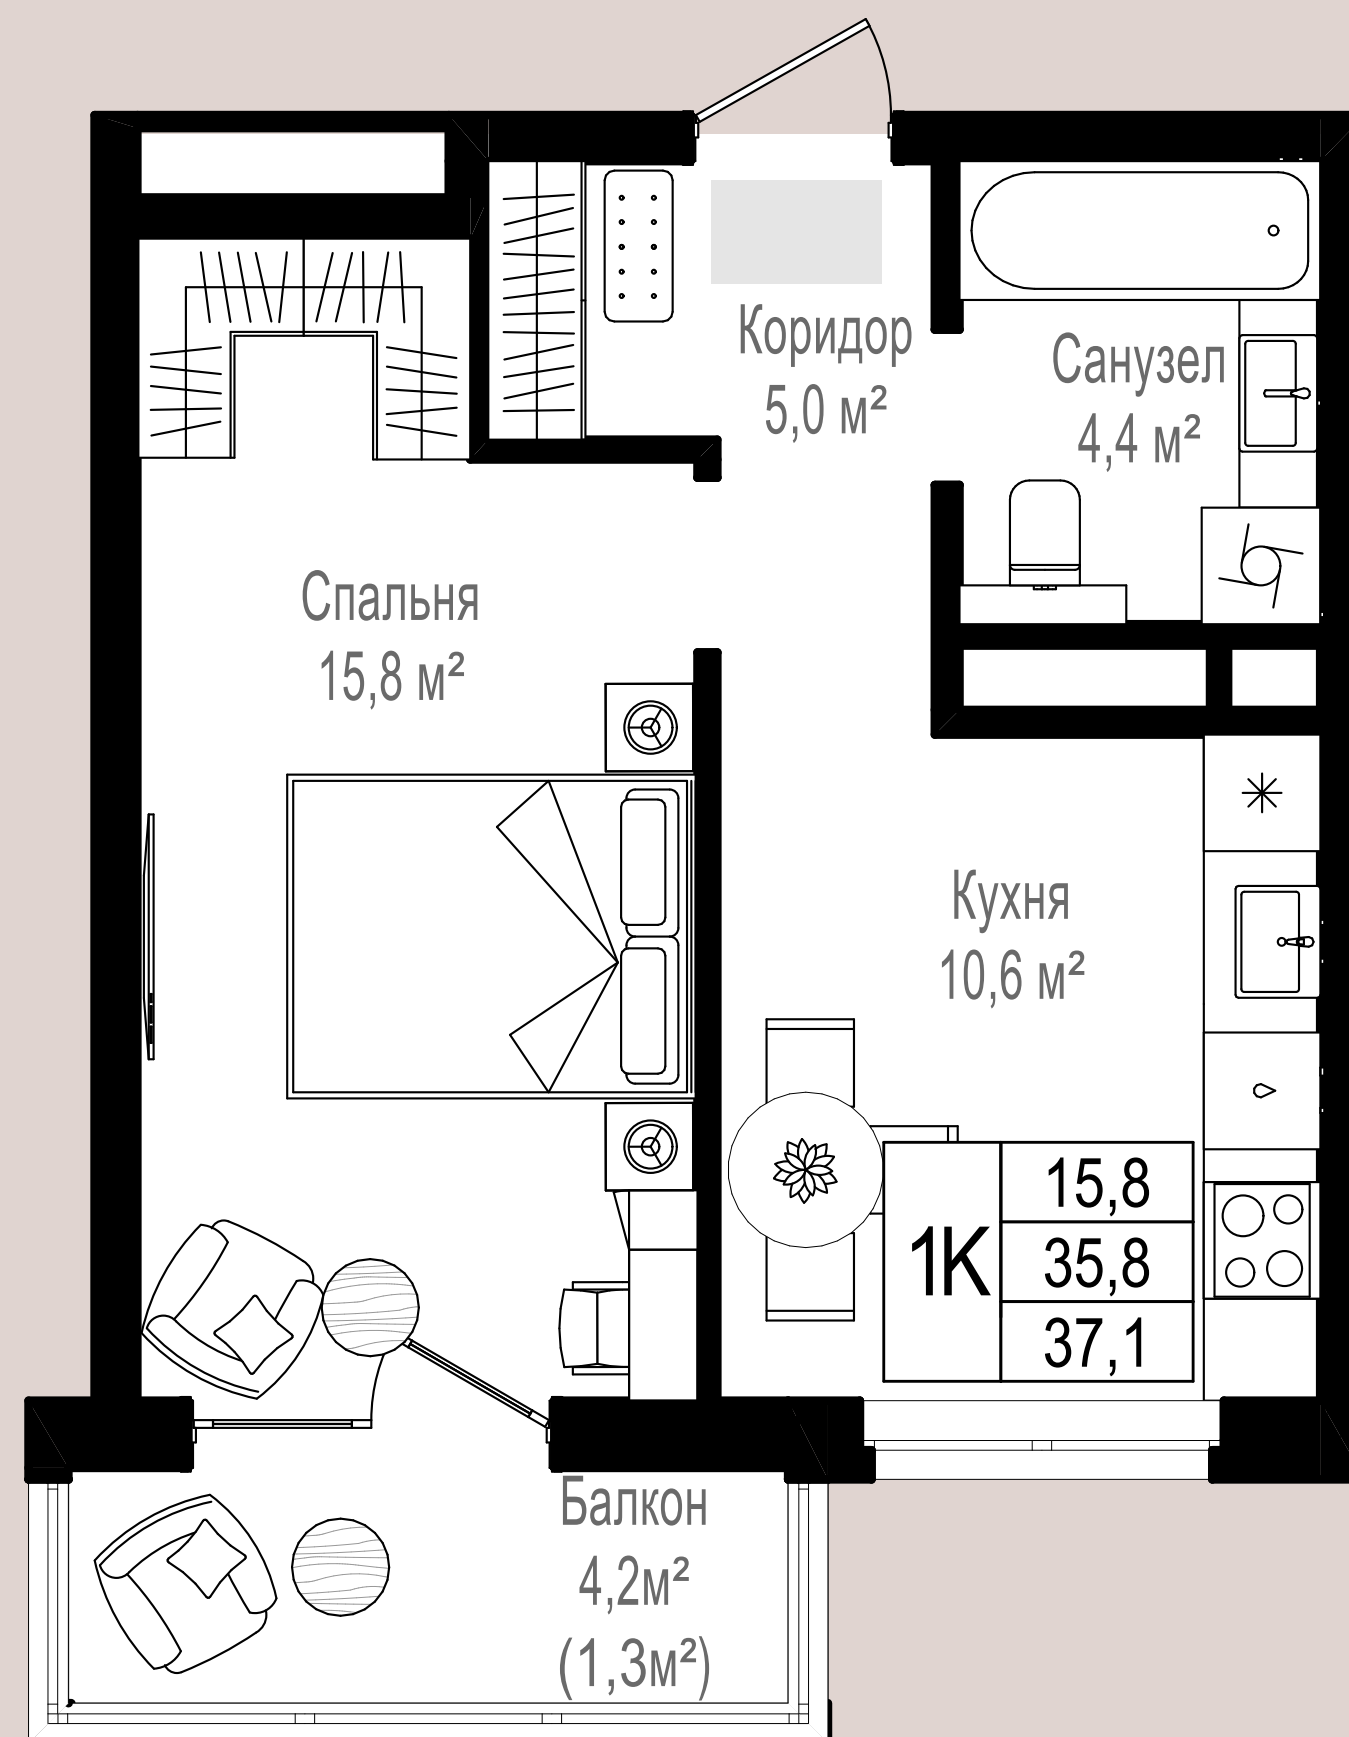 Коридор
5,0 м²
Санузел
4,4 м²
Спальня
15,8 м²
Кухня
10,6 м²
1К
15,8
35,8
37,1
Балкон
4,2м²
(1,3м²)